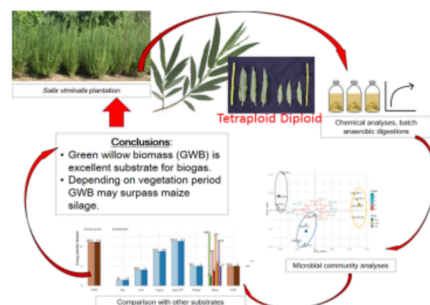 Salix viminalis plantation
Tetraploid Diploid
Chemical analyses, batch
anaerobic digestions
Conclusions:
• Green willow biomass (GWB) is
excellent substrate for biogas.
• Depending on vegetation period
GWB may surpass maize
silage.
Microbial community analyses
Comparison with other substrates